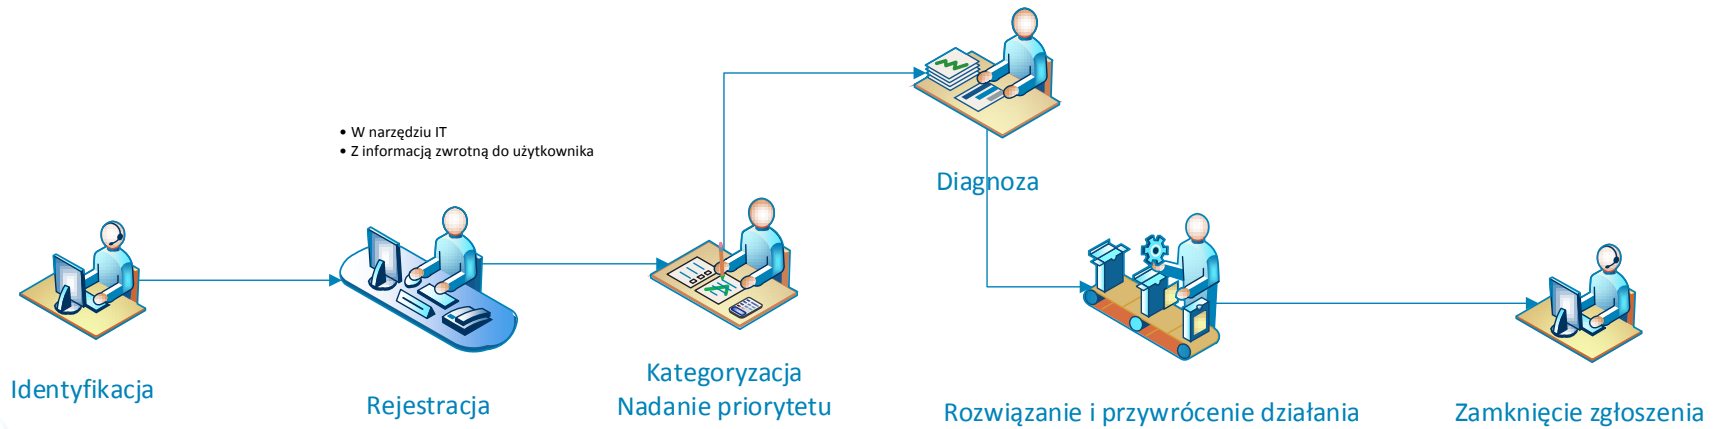 • W narzędziu IT
• Z informacją zwrotną do użytkownika
Identyfikacja
Rejestracja
Kategoryzacja
Nadanie priorytetu
Diagnoza
Rozwiązanie i przywrócenie działania
Zamknięcie zgłoszenia